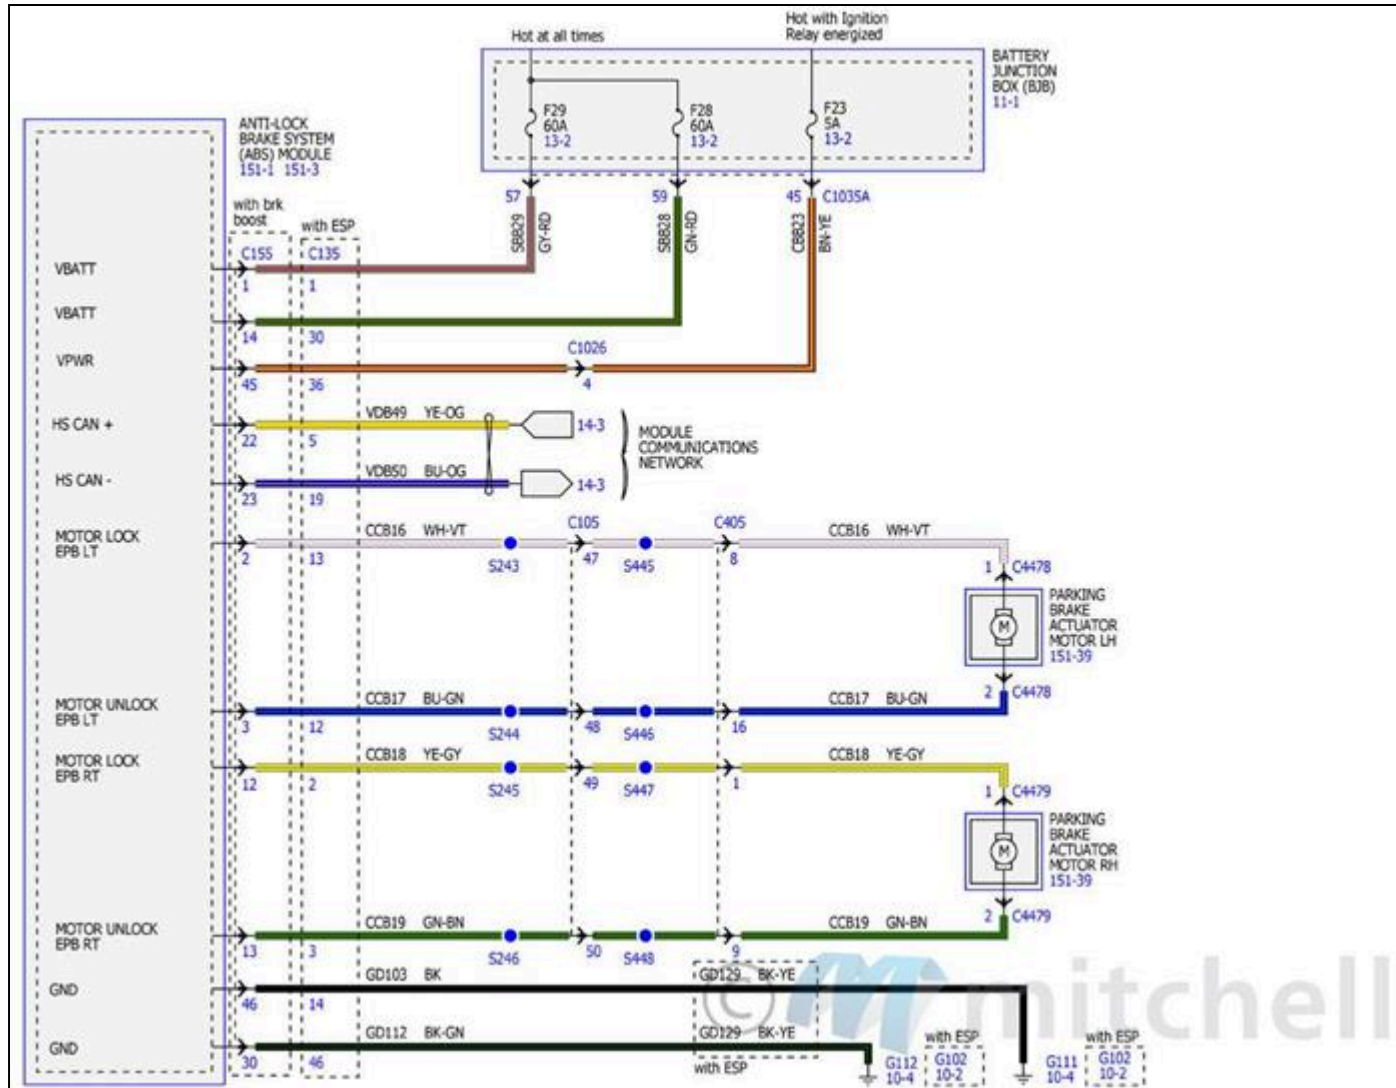 Hot at all times
Hot with Ignition
Relay energized
BATTERY
JUNCTION
BOX (BJB)
11-1
F29
60A
13-2
F28
60A
13-2
F23
5A
13-2
57
59
45 C1035A
SBB29 GY-RD
SBB28 GN-RD
CBB23 BN-YE
ANTI-LOCK
BRAKE SYSTEM
(ABS) MODULE
151-1 151-3
with brk
boost
with ESP
C155 C135
VBATT
1 1
VBATT
14 30
VPWR
45 36
C1026
4
HS CAN +
22 5
VDB49 YE-OG
14-3
HS CAN -
23 19
VDB50 BU-OG
14-3
MODULE
COMMUNICATIONS
NETWORK
MOTOR LOCK
EPB LT
2 13
CCB16 WH-VT
S243
C105
47
S445
C405
8
CCB16 WH-VT
1 C4478
PARKING
BRAKE
ACTUATOR
MOTOR LH
151-39
M
2 C4478
MOTOR UNLOCK
EPB LT
3 12
CCB17 BU-GN
S244
48
S446
16
CCB17 BU-GN
MOTOR LOCK
EPB RT
12 2
CCB18 YE-GY
S245
49
S447
1
CCB18 YE-GY
1 C4479
PARKING
BRAKE
ACTUATOR
MOTOR RH
151-39
M
2 C4479
MOTOR UNLOCK
EPB RT
13 3
CCB19 GN-BN
S246
50
S448
9
CCB19 GN-BN
GND
46 14
GD103 BK
GD129 BK-YE
GND
30 46
GD112 BK-GN
GD129 BK-YE
with ESP
G112
10-4
with ESP
G102
10-2
G111
10-4
with ESP
G102
10-2
© mitchell